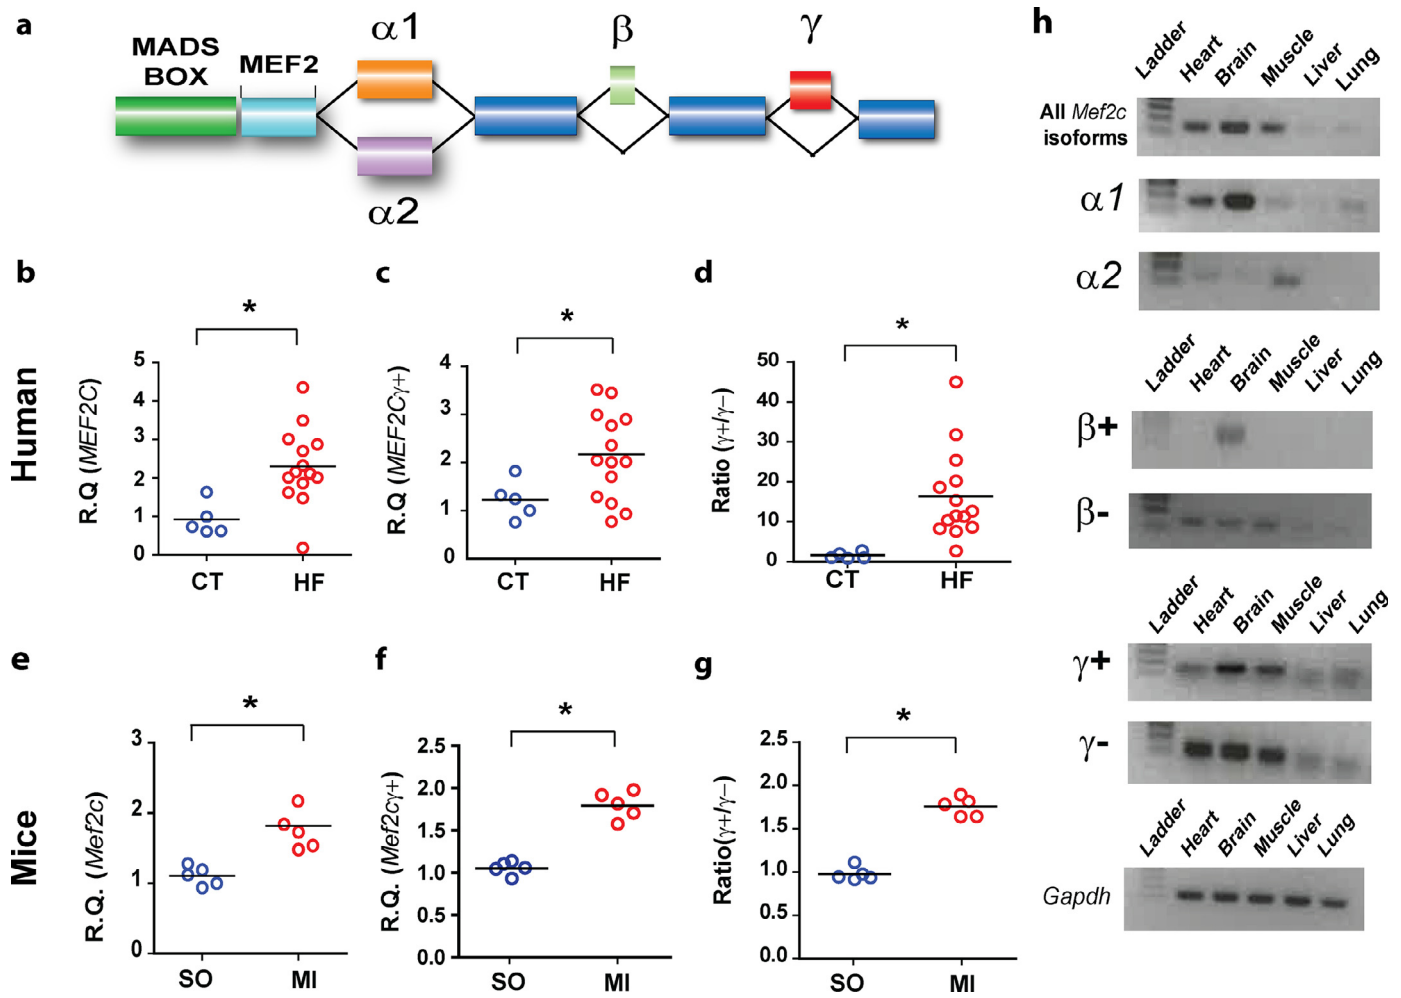 a
α1
β
γ
MADS
BOX
MEF2
α2
h
Ladder
Heart
Brain
Muscle
Liver
Lung
All Mef2c
isoforms
α1
α2
Ladder
Heart
Brain
Muscle
Liver
Lung
β+
β-
Ladder
Heart
Brain
Muscle
Liver
Lung
γ+
γ-
Ladder
Heart
Brain
Muscle
Liver
Lung
Gapdh
Human
b
*
R.Q (MEF2C)
5
4
3
2
1
0
CT HF
c
*
R.Q (MEF2Cγ+)
4
3
2
1
0
CT HF
d
*
Ratio (γ+/γ−)
50
40
30
20
10
0
CT HF
Mice
e
*
R.Q. (Mef2c)
3
2
1
0
SO MI
f
*
R.Q. (Mef2cγ+)
2.5
2.0
1.5
1.0
0.5
0.0
SO MI
g
*
Ratio(γ+/γ−)
2.5
2.0
1.5
1.0
0.5
0.0
SO MI